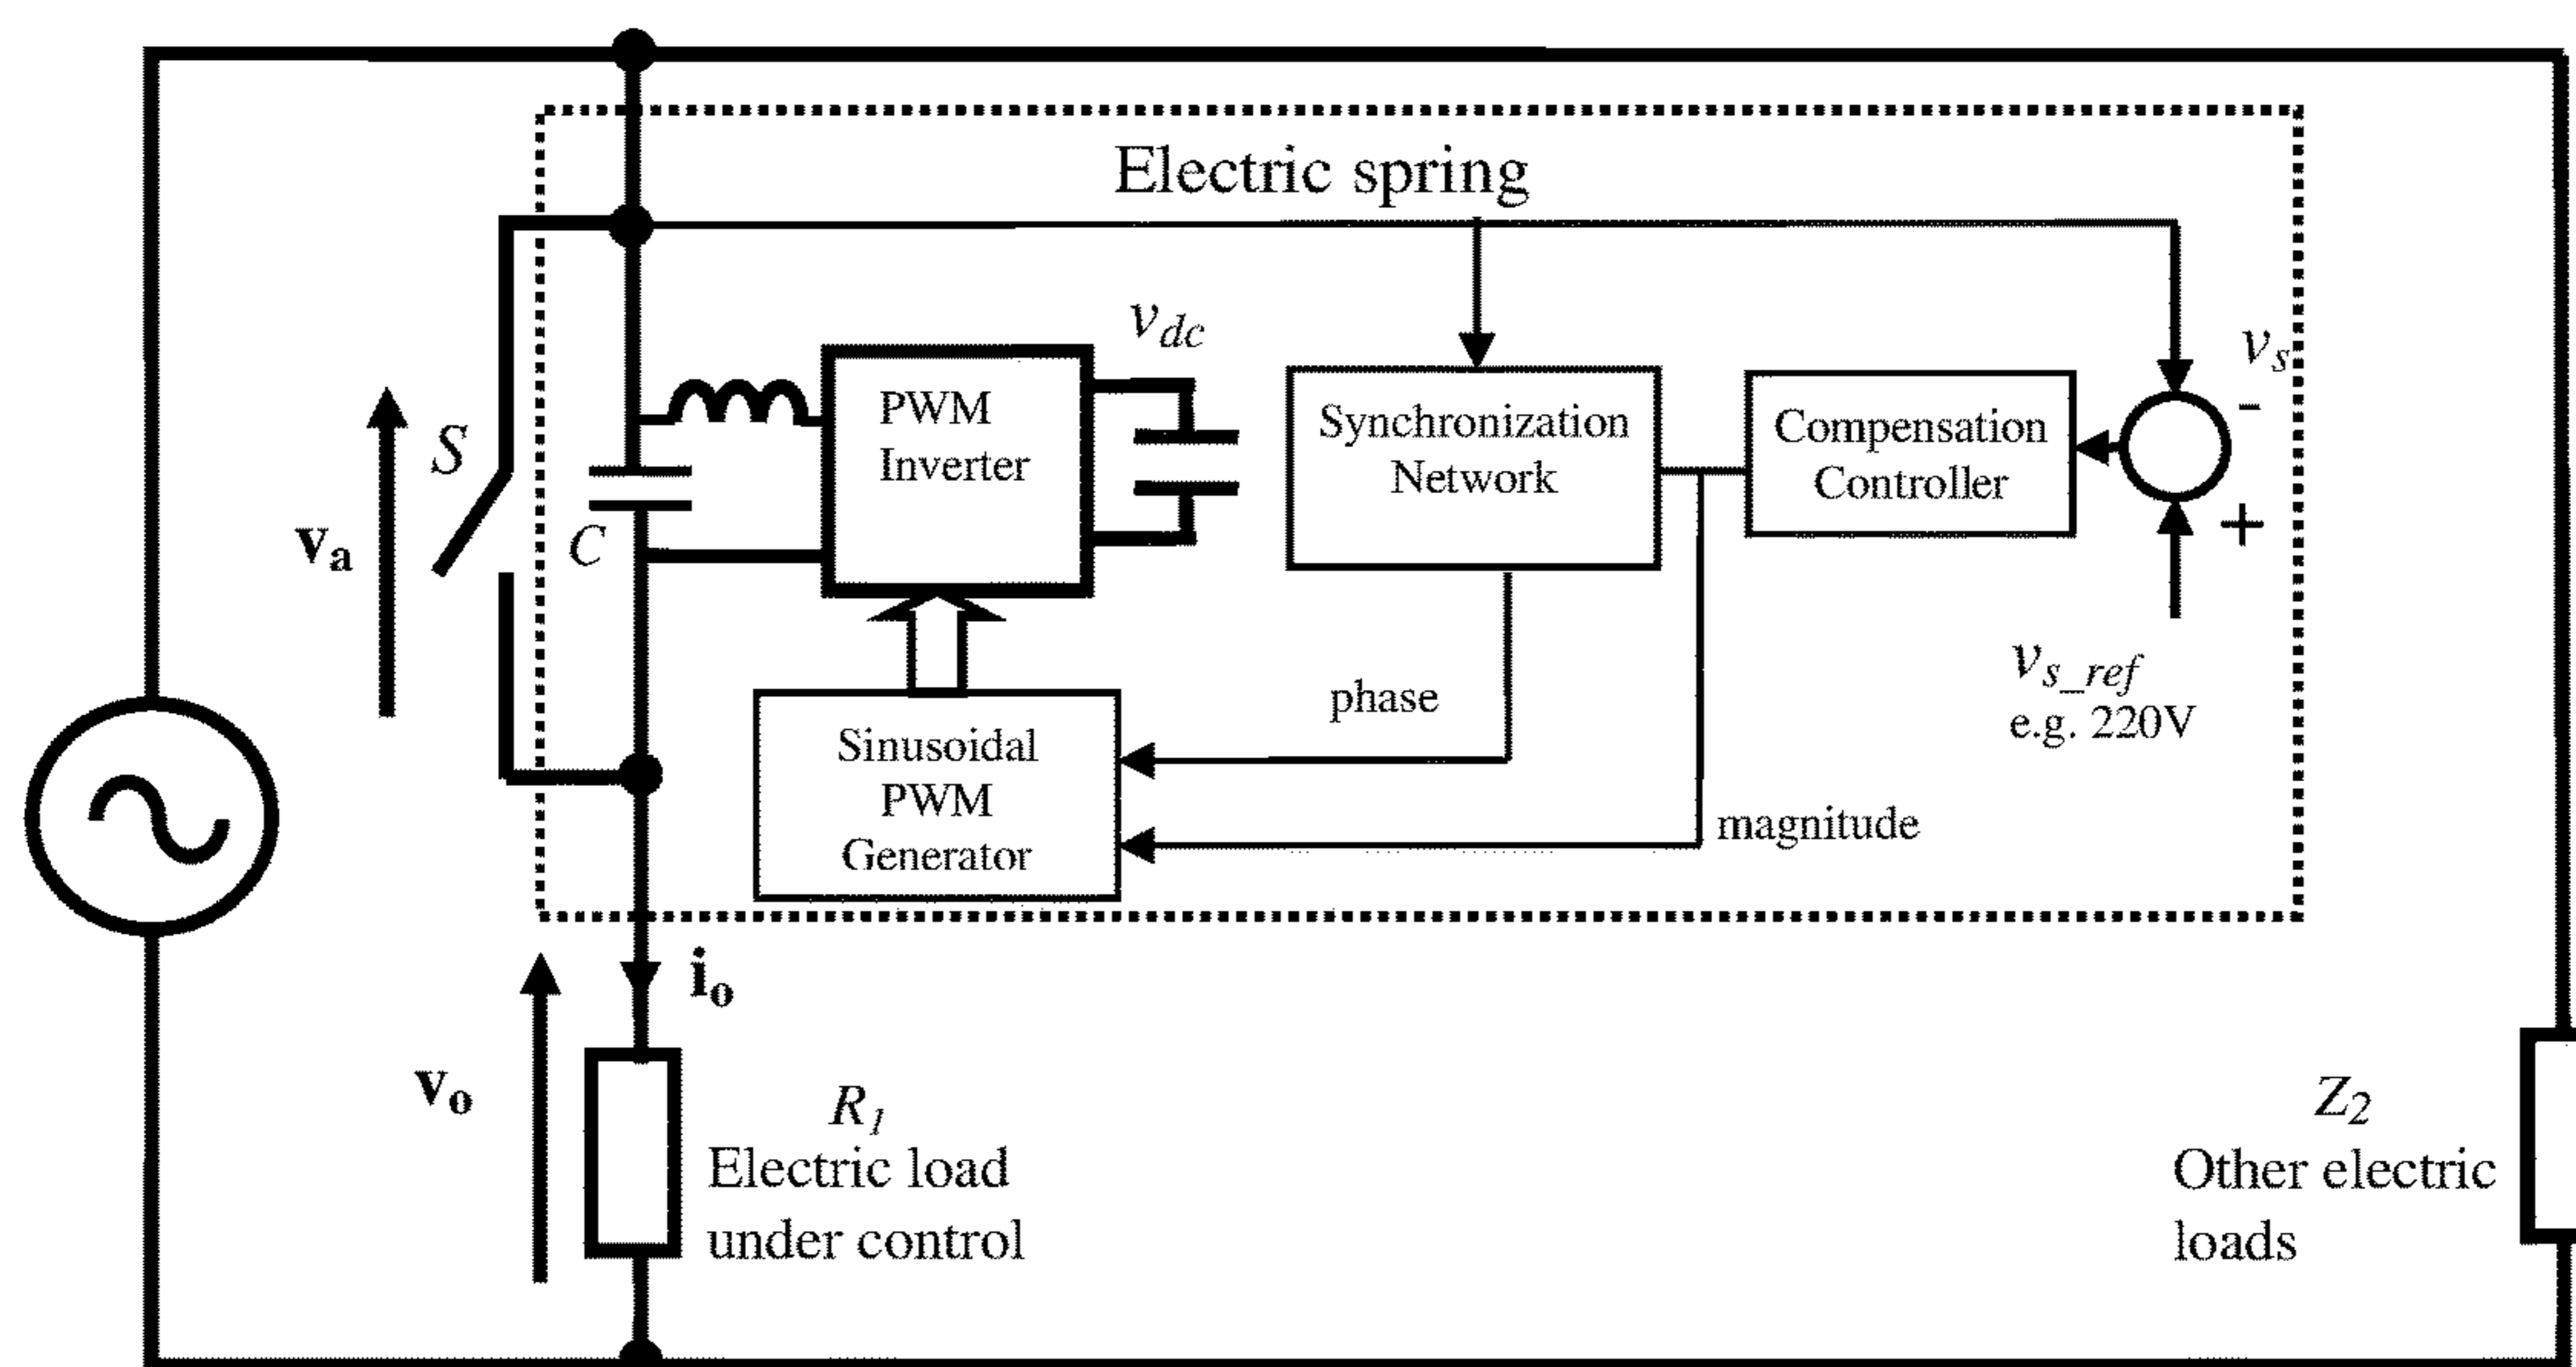 Electric spring
v_dc
v_s
PWM
Inverter
Synchronization
Network
Compensation
Controller
-
+
S
C
v_a
v_s_ref
e.g. 220V
phase
Sinusoidal
PWM
Generator
magnitude
i_o
v_o
R_1
Electric load
under control
Z_2
Other electric
loads